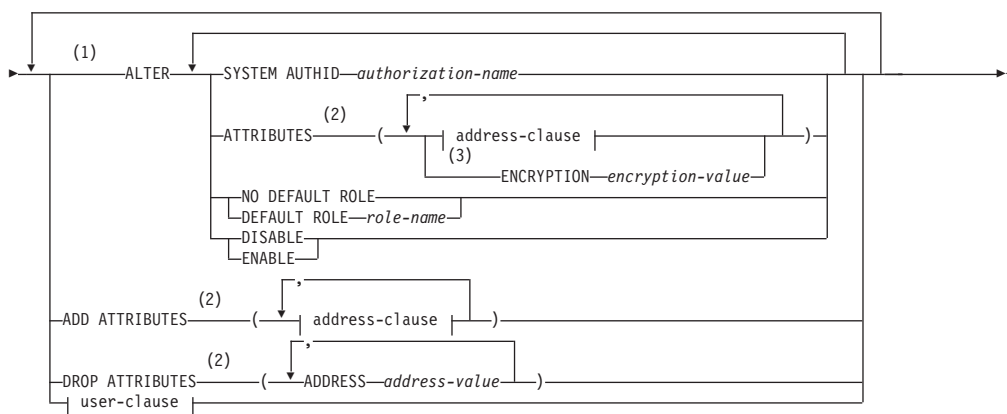 (1)
ALTER SYSTEM AUTHID authorization-name
,
(2)
ATTRIBUTES ( address-clause )
(3)
ENCRYPTION encryption-value
NO DEFAULT ROLE
DEFAULT ROLE role-name
DISABLE
ENABLE
,
(2)
ADD ATTRIBUTES ( address-clause )
,
(2)
DROP ATTRIBUTES ( ADDRESS address-value )
user-clause